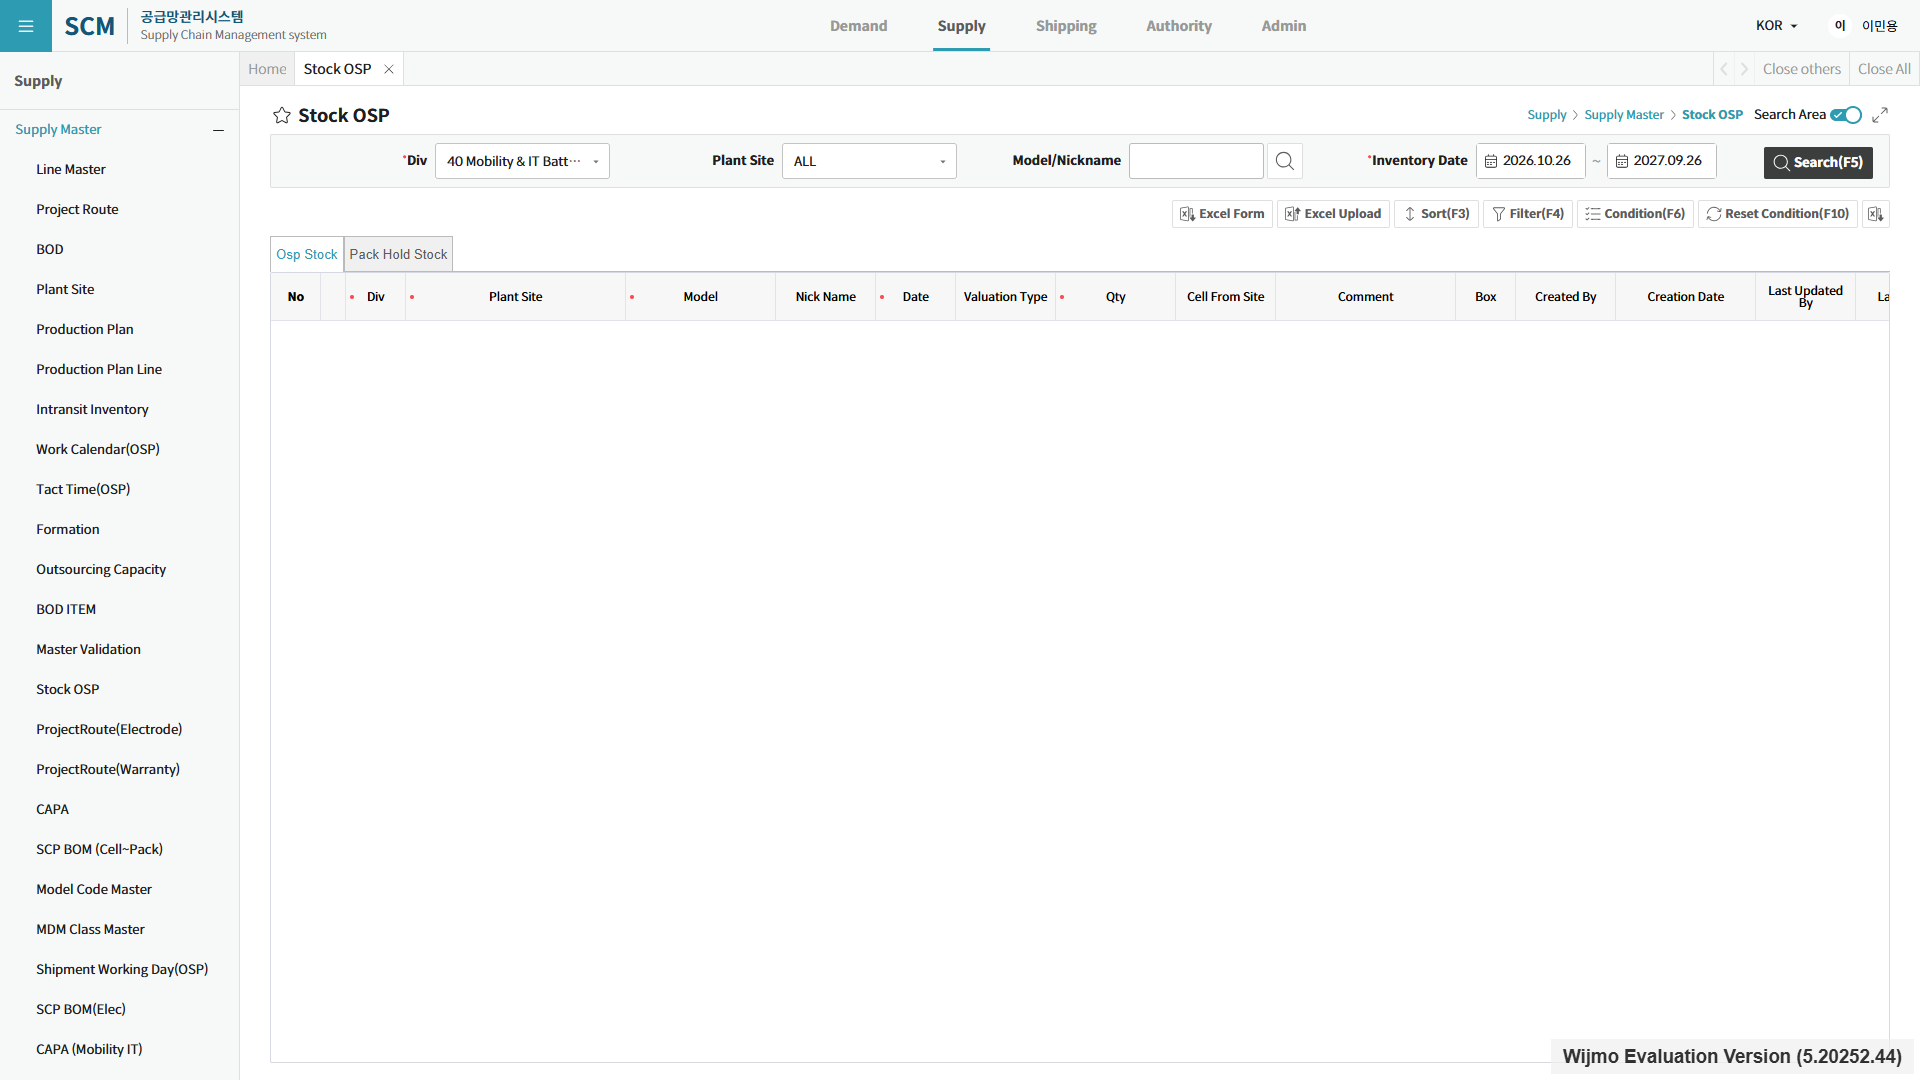 SCM
공급망관리시스템
Supply Chain Management system
Demand
Supply
Shipping
Authority
Admin
KOR
이
이민용
Supply
Home
Stock OSP
Close others
Close All
Supply Master
Line Master
Project Route
BOD
Plant Site
Production Plan
Production Plan Line
Intransit Inventory
Work Calendar(OSP)
Tact Time(OSP)
Formation
Outsourcing Capacity
BOD ITEM
Master Validation
Stock OSP
ProjectRoute(Electrode)
ProjectRoute(Warranty)
CAPA
SCP BOM (Cell~Pack)
Model Code Master
MDM Class Master
Shipment Working Day(OSP)
SCP BOM(Elec)
CAPA (Mobility IT)
Stock OSP
Supply > Supply Master > Stock OSP
Search Area
*Div
40 Mobility & IT Batt···
Plant Site
ALL
Model/Nickname
*Inventory Date
2026.10.26
~
2027.09.26
Search(F5)
Excel Form
Excel Upload
Sort(F3)
Filter(F4)
Condition(F6)
Reset Condition(F10)
Osp Stock
Pack Hold Stock
No
Div
Plant Site
Model
Nick Name
Date
Valuation Type
Qty
Cell From Site
Comment
Box
Created By
Creation Date
Last Updated
By
La
Wijmo Evaluation Version (5.20252.44)